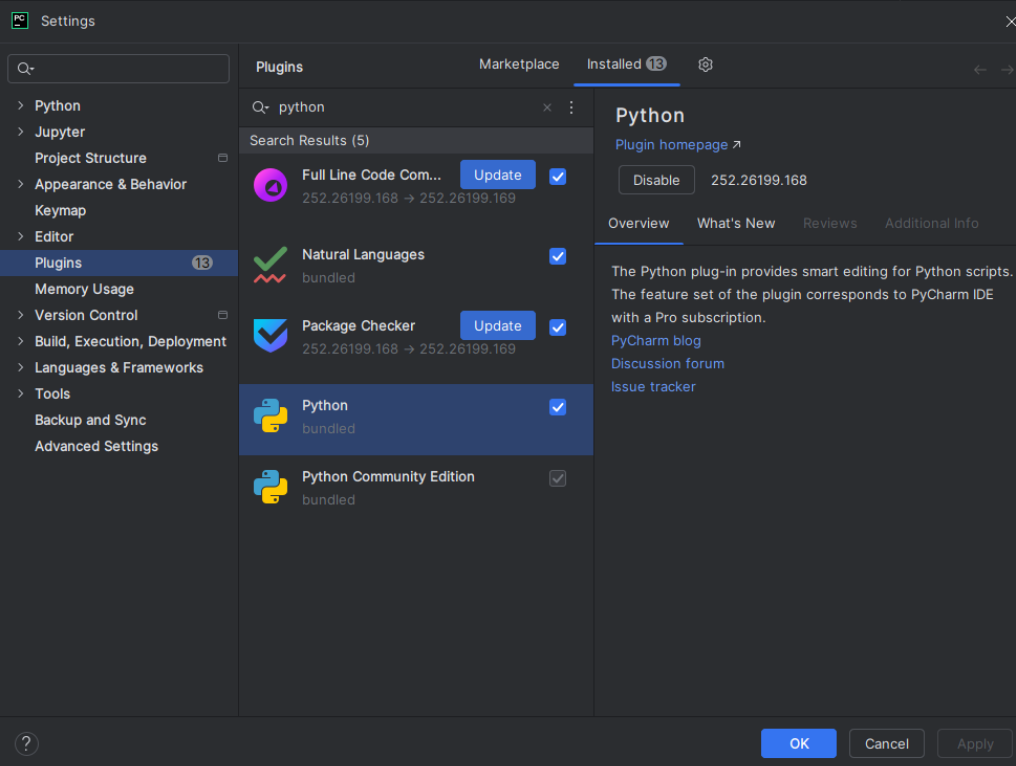 PC Settings
Python
Jupyter
Project Structure
Appearance & Behavior
Keymap
Editor
Plugins 13
Memory Usage
Version Control
Build, Execution, Deployment
Languages & Frameworks
Tools
Backup and Sync
Advanced Settings
Plugins Marketplace Installed 13
python
Search Results (5)
Full Line Code Com... Update
252.26199.168 → 252.26199.169
Natural Languages
bundled
Package Checker Update
252.26199.168 → 252.26199.169
Python
bundled
Python Community Edition
bundled
Python
Plugin homepage ↗
Disable 252.26199.168
Overview What's New Reviews Additional Info
The Python plug-in provides smart editing for Python scripts.
The feature set of the plugin corresponds to PyCharm IDE
with a Pro subscription.
PyCharm blog
Discussion forum
Issue tracker
? OK Cancel Apply